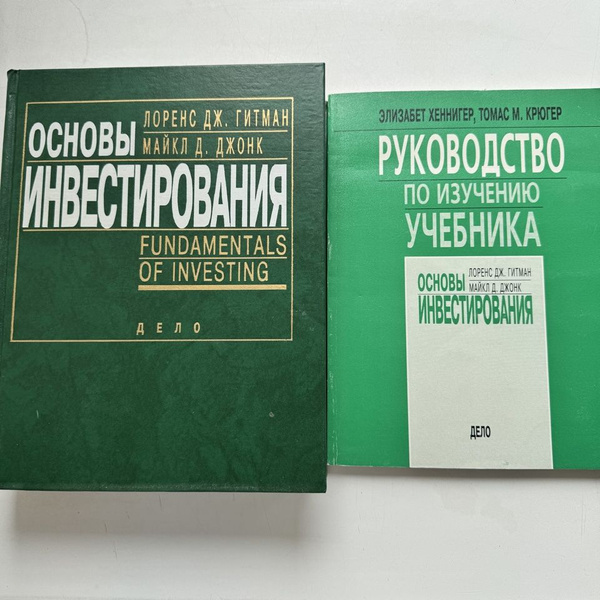 ЛОРЕНС ДЖ. ГИТМАН
ОСНОВЫ МАЙКЛ Д. ДЖОНК
ИНВЕСТИРОВАНИЯ
FUNDAMENTALS
OF INVESTING
ДЕЛО
ЭЛИЗАБЕТ ХЕННИГЕР, ТОМАС М. КРЮГЕР
РУКОВОДСТВО
ПО ИЗУЧЕНИЮ
УЧЕБНИКА
ЛОРЕНС ДЖ. ГИТМАН
ОСНОВЫ МАЙКЛ Д. ДЖОНК
ИНВЕСТИРОВАНИЯ
ДЕЛО